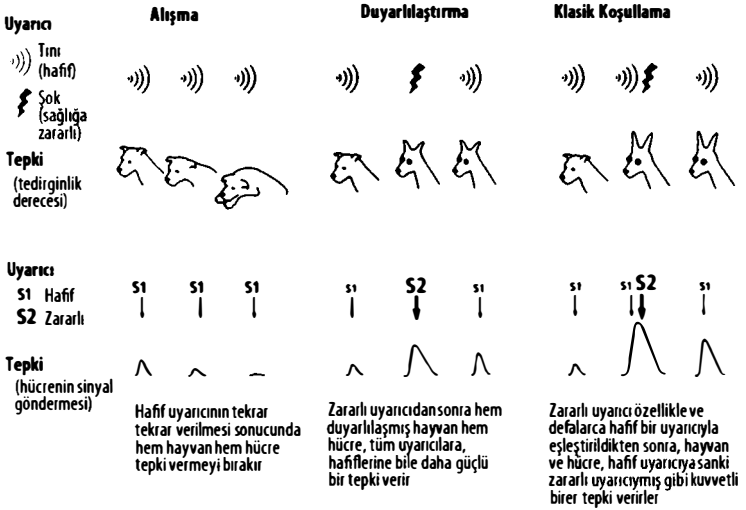 Uyarıcı
Tını
(hafif)
Şok
(sağlığa
zararlı)
Tepki
(tedirginlik
derecesi)
Alışma
Duyarlılaştırma
Klasik Koşullama
Uyarıcı
S1 Hafif
S2 Zararlı
S1 S1 S1
S1 S2 S1
S1 S1 S2 S1
Tepki
(hücrenin sinyal
göndermesi)
Hafif uyarıcının tekrar
tekrar verilmesi sonucunda
hem hayvan hem hücre
tepki vermeyi bırakır
Zararlı uyarıcıdan sonra hem
duyarlılaşmış hayvan hem
hücre, tüm uyarıcılara,
hafiflerine bile daha güçlü
bir tepki verir
Zararlı uyarıcı özellikle ve
defalarca hafif bir uyarıcıyla
eşleştirildikten sonra, hayvan
ve hücre, hafif uyarıcıya sanki
zararlı uyarıcıymış gibi kuvvetli
birer tepki verirler